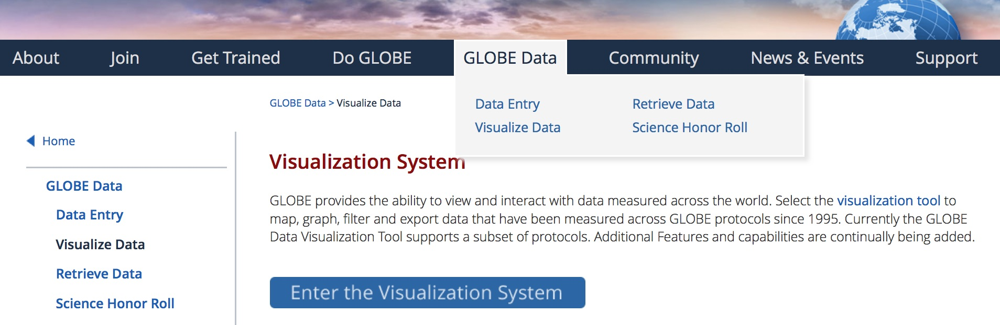 About Join Get Trained Do GLOBE GLOBE Data Community News & Events Support
Data Entry Retrieve Data
Visualize Data Science Honor Roll
GLOBE Data > Visualize Data
Home
GLOBE Data
Data Entry
Visualize Data
Retrieve Data
Science Honor Roll
Visualization System
GLOBE provides the ability to view and interact with data measured across the world. Select the visualization tool to
map, graph, filter and export data that have been measured across GLOBE protocols since 1995. Currently the GLOBE
Data Visualization Tool supports a subset of protocols. Additional Features and capabilities are continually being added.
Enter the Visualization System